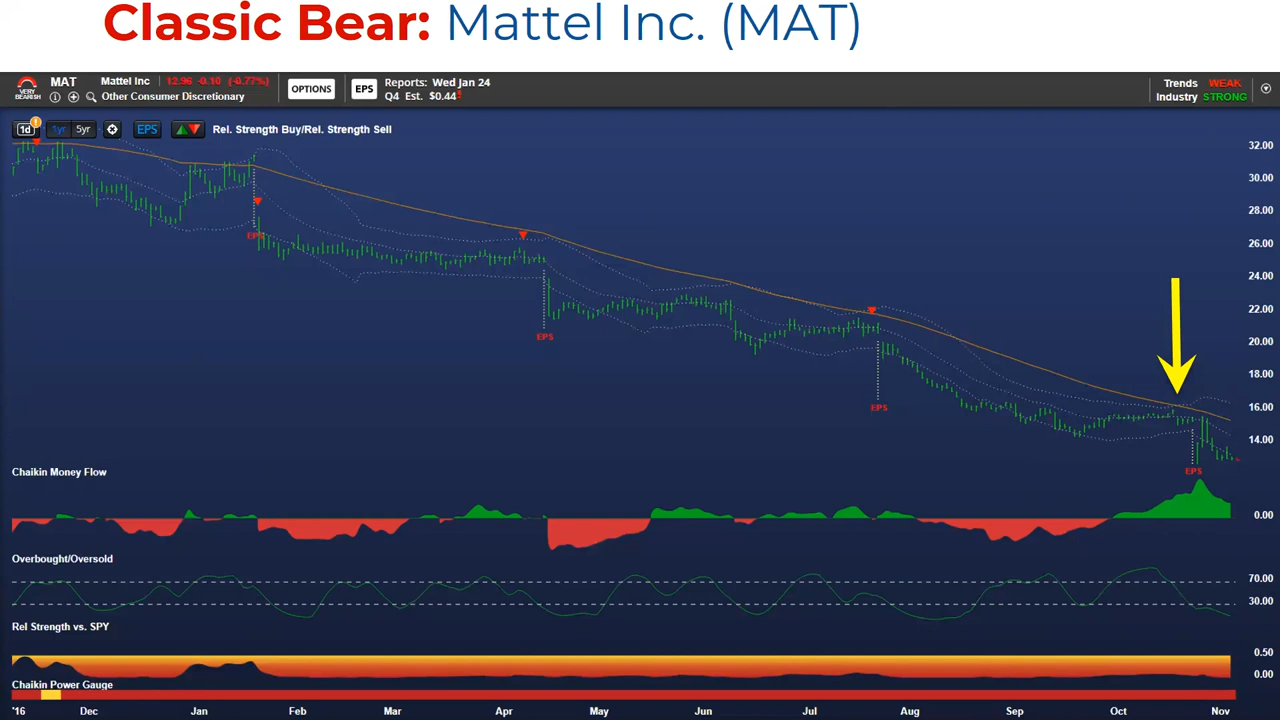 Classic Bear: Mattel Inc. (MAT)
VERY BEARISH
MAT Mattel Inc 12.96 -0.10 (-0.77%)
Other Consumer Discretionary
OPTIONS
EPS
Reports: Wed Jan 24
Q4 Est. $0.44
Trends WEAK
Industry STRONG
1d 1yr 5yr EPS Rel. Strength Buy/Rel. Strength Sell
32.00
30.00
28.00
EPS
26.00
24.00
22.00
EPS
20.00
18.00
EPS
16.00
14.00
EPS
Chaikin Money Flow
0.00
Overbought/Oversold
70.00
30.00
Rel Strength vs. SPY
0.50
0.00
Chaikin Power Gauge
'16 Dec Jan Feb Mar Apr May Jun Jul Aug Sep Oct Nov